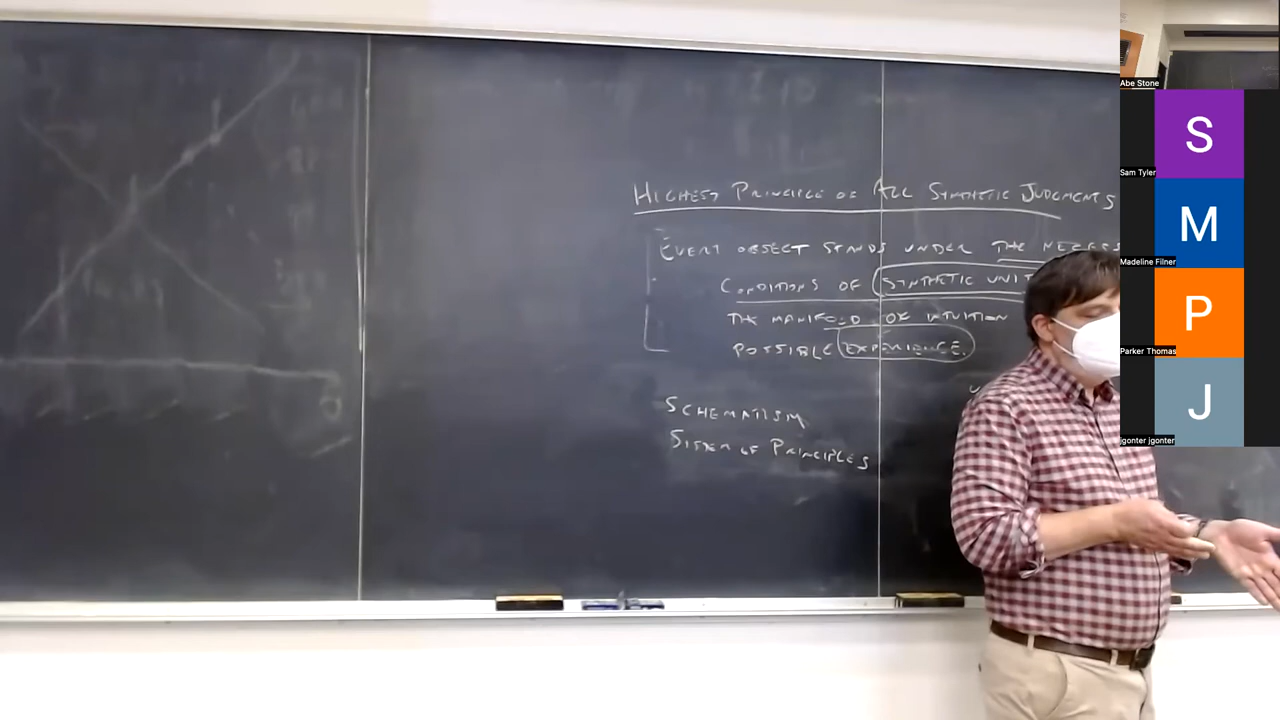 HIGHEST PRINCIPLE OF ALL SYNTHETIC JUDGMENTS
EVERY OBJECT STANDS UNDER THE NECESS
CONDITIONS OF SYNTHETIC UNIT
THE MANIFOLD OF INTUITION
POSSIBLE EXPERIENCE.
SCHEMATISM
SYSTEM OF PRINCIPLES
Abe Stone
S
Sam Tyler
M
Madeline Filner
P
Parker Thomas
J
jgonter jgonter